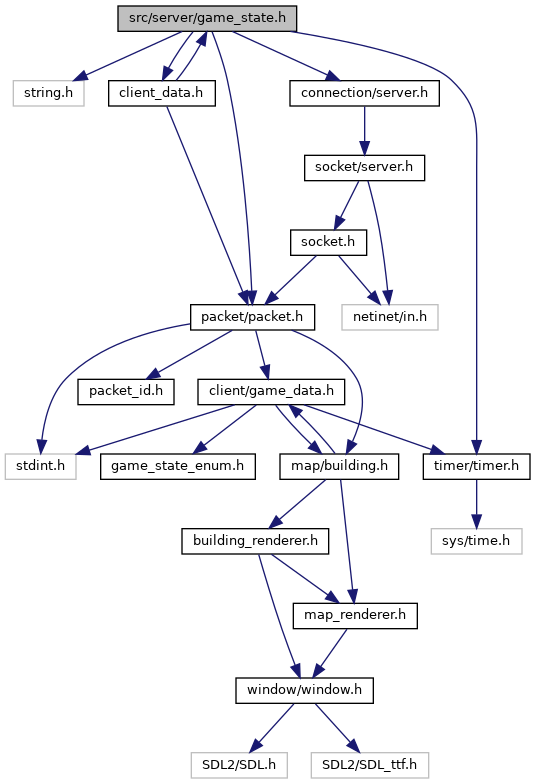 src/server/game_state.h
string.h
client_data.h
connection/server.h
socket/server.h
socket.h
packet/packet.h
netinet/in.h
packet_id.h
client/game_data.h
stdint.h
game_state_enum.h
map/building.h
timer/timer.h
building_renderer.h
sys/time.h
map_renderer.h
window/window.h
SDL2/SDL.h
SDL2/SDL_ttf.h